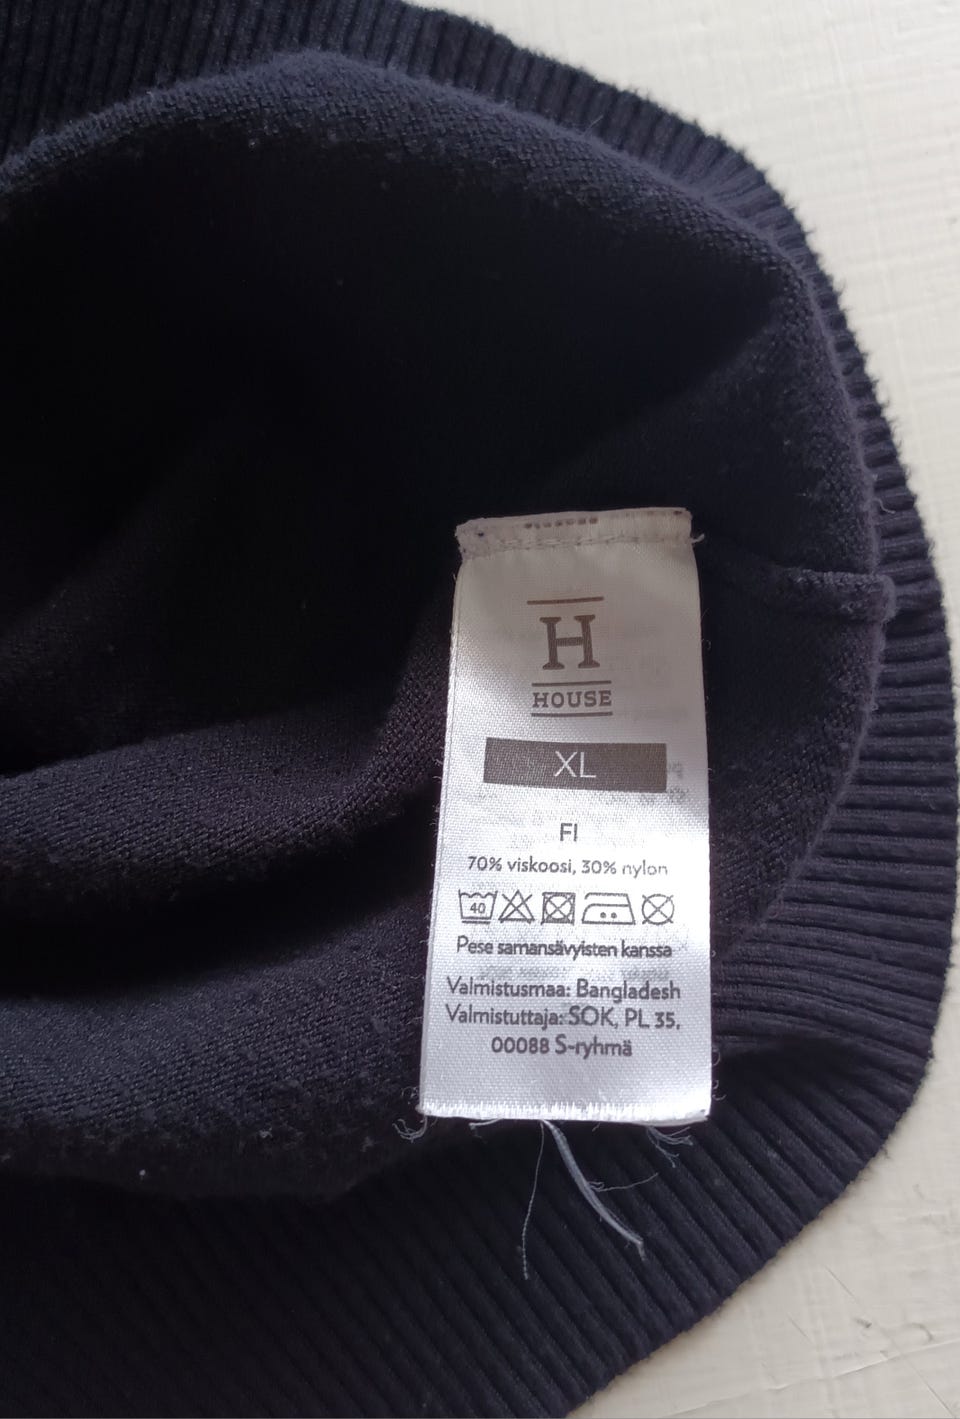 H
HOUSE
XL
FI
70% viskoosi, 30% nylon
40
Pese samansävyisten kanssa
Valmistusmaa: Bangladesh
Valmistuttaja: SOK, PL 35,
00088 S-ryhmä